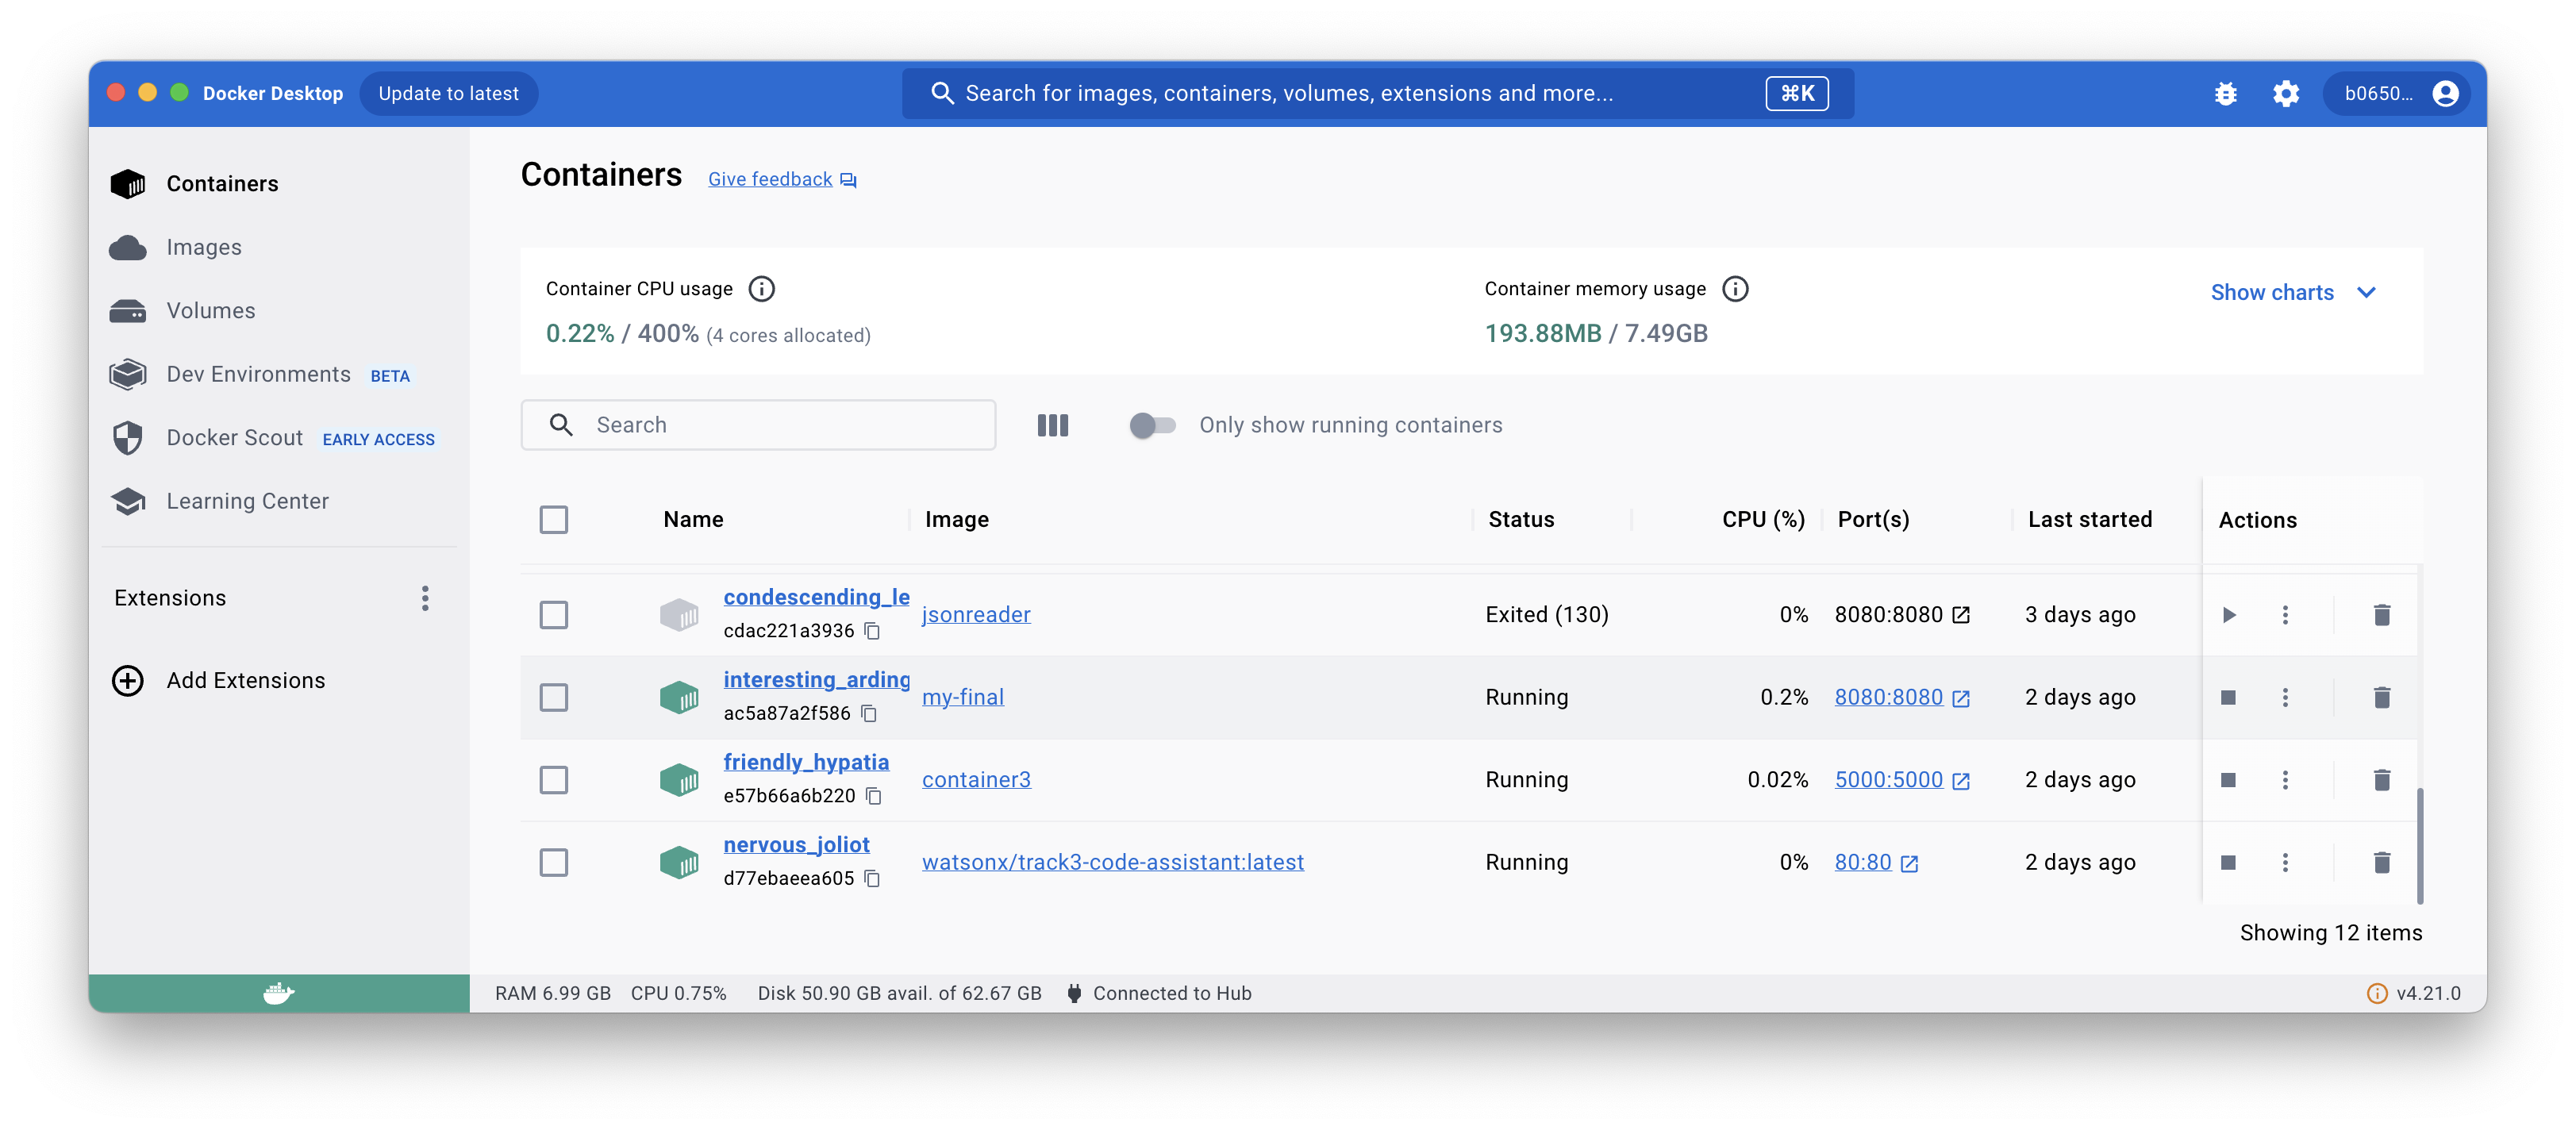 Docker Desktop Update to latest Search for images, containers, volumes, extensions and more... ⌘K b0650...
Containers
Images
Volumes
Dev Environments BETA
Docker Scout EARLY ACCESS
Learning Center
Extensions
Add Extensions
Containers Give feedback
Container CPU usage
0.22% / 400% (4 cores allocated)
Container memory usage
193.88MB / 7.49GB
Show charts
Search
Only show running containers
Name Image Status CPU (%) Port(s) Last started Actions
condescending_le jsonreader Exited (130) 0% 8080:8080 3 days ago
cdac221a3936
interesting_arding my-final Running 0.2% 8080:8080 2 days ago
ac5a87a2f586
friendly_hypatia container3 Running 0.02% 5000:5000 2 days ago
e57b66a6b220
nervous_joliot watsonx/track3-code-assistant:latest Running 0% 80:80 2 days ago
d77ebaeea605
Showing 12 items
RAM 6.99 GB CPU 0.75% Disk 50.90 GB avail. of 62.67 GB Connected to Hub v4.21.0